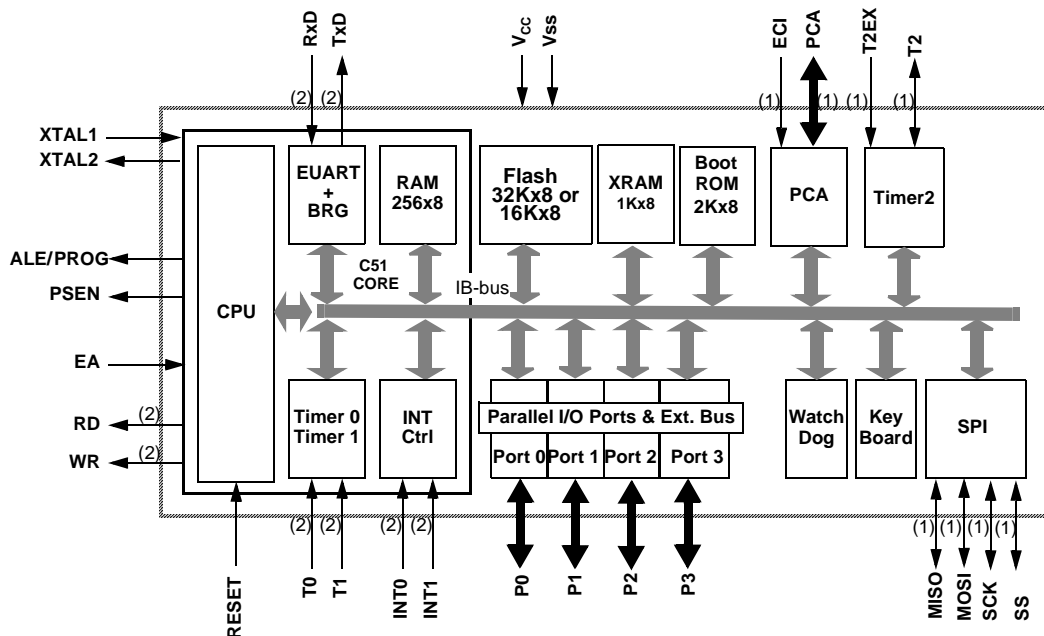 RxD
TxD
VCC
Vss
ECI
PCA
T2EX
T2
(2)
(2)
(1)
(1)
(1)
(1)
XTAL1
XTAL2
ALE/PROG
PSEN
EA
RD
(2)
WR
(2)
CPU
EUART
+
BRG
RAM
256x8
C51
CORE
Flash
32Kx8 or
16Kx8
XRAM
1Kx8
Boot
ROM
2Kx8
PCA
Timer2
IB-bus
Timer 0
Timer 1
INT
Ctrl
Parallel I/O Ports & Ext. Bus
Port 0
Port 1
Port 2
Port 3
Watch
Dog
Key
Board
SPI
(2)
(2)
(2)
(2)
(1)
(1)
(1)
(1)
RESET
T0
T1
INT0
INT1
P0
P1
P2
P3
MISO
MOSI
SCK
SS